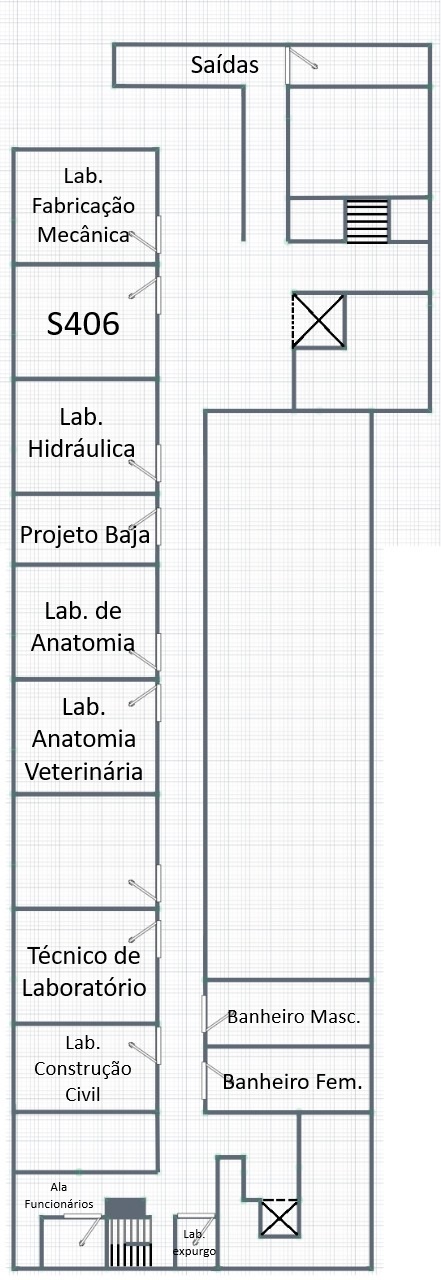 Saídas
Lab.
Fabricação
Mecânica
S406
Lab.
Hidráulica
Projeto Baja
Lab. de
Anatomia
Lab.
Anatomia
Veterinária
Técnico de
Laboratório
Banheiro Masc.
Lab.
Construção
Civil
Banheiro Fem.
Ala
Funcionários
Lab.
expurgo